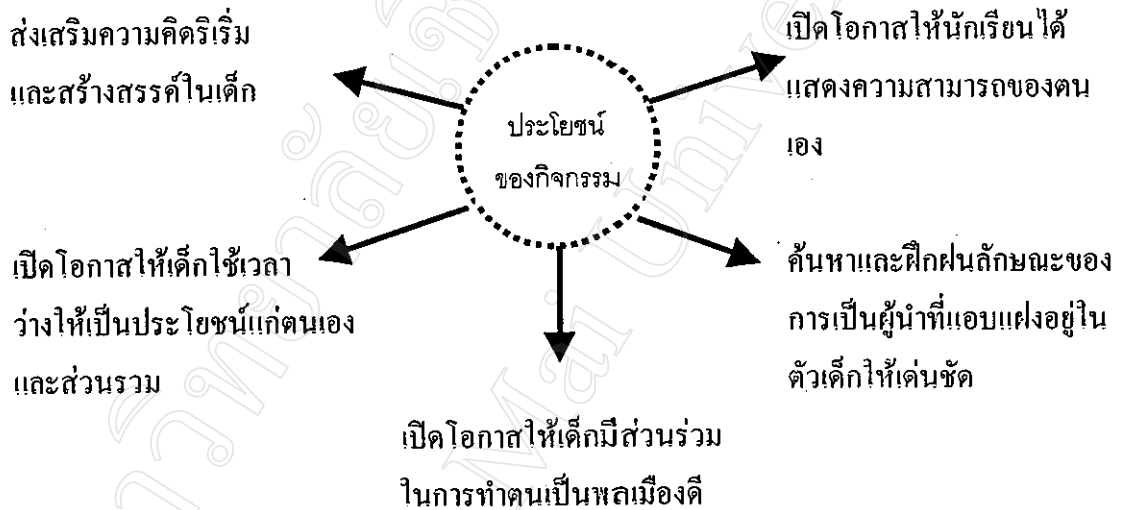 ส่งเสริมความคิดริเริ่ม
และสร้างสรรค์ในเด็ก
เปิดโอกาสให้นักเรียนได้
แสดงความสามารถของตน
เอง
ประโยชน์
ของกิจกรรม
เปิดโอกาสให้เด็กใช้เวลา
ว่างให้เป็นประโยชน์แก่ตนเอง
และส่วนรวม
ค้นหาและฝึกฝนลักษณะของ
การเป็นผู้นำที่แอบแฝงอยู่ใน
ตัวเด็กให้เด่นชัด
เปิดโอกาสให้เด็กมีส่วนร่วม
ในการทำตนเป็นพลเมืองดี